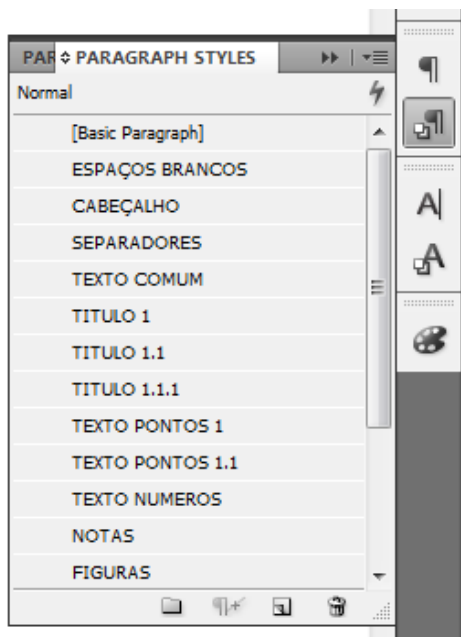 PAR PARAGRAPH STYLES
Normal
[Basic Paragraph]
ESPAÇOS BRANCOS
CABEÇALHO
SEPARADORES
TEXTO COMUM
TITULO 1
TITULO 1.1
TITULO 1.1.1
TEXTO PONTOS 1
TEXTO PONTOS 1.1
TEXTO NUMEROS
NOTAS
FIGURAS